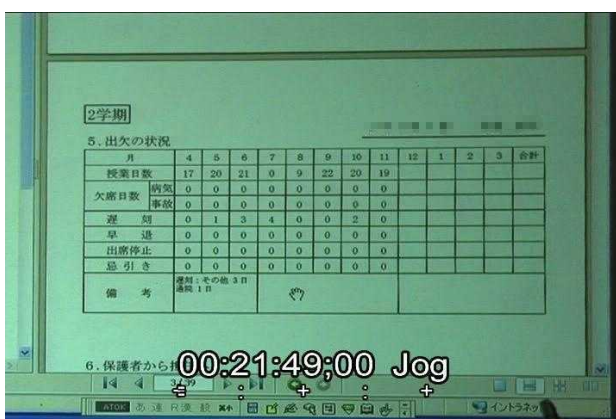 2学期
5.出欠の状況
月 4 5 6 7 8 9 10 11 12 1 2 3 合計
授業日数 17 20 21 0 9 22 20 19
欠席日数 病気 0 0 0 0 0 0 0 0
事故 0 0 0 0 0 0 0 0
遅刻 0 1 3 4 0 0 2 0
早退 0 0 0 0 0 0 0 0
出席停止 0 0 0 0 0 0 0 0
忌引き 0 0 0 0 0 0 0 0
備考 遅刻:その他 3日
通院 1日
6.保護者から
00:21:49;00 Jog
3/39
ATOK あ 連 R漢
イントラネッ